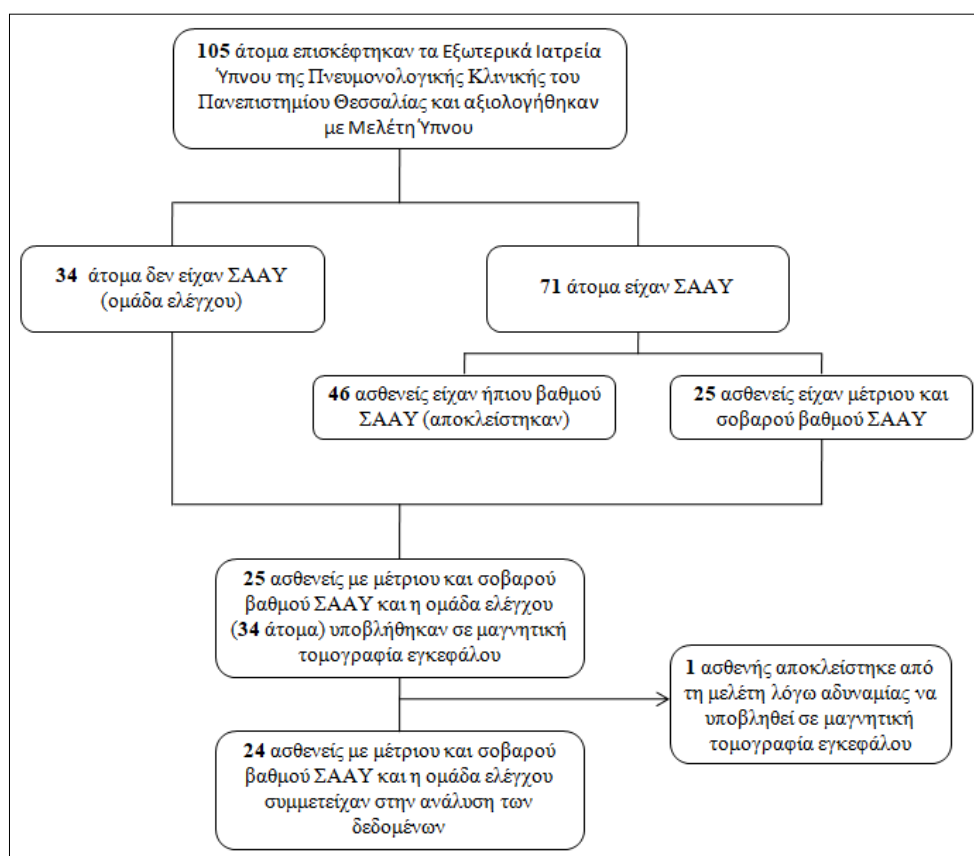 105 άτομα επισκέφτηκαν τα Εξωτερικά Ιατρεία
Ύπνου της Πνευμονολογικής Κλινικής του
Πανεπιστημίου Θεσσαλίας και αξιολογήθηκαν
με Μελέτη Ύπνου
34 άτομα δεν είχαν ΣΑΑΥ
(ομάδα ελέγχου)
71 άτομα είχαν ΣΑΑΥ
46 ασθενείς είχαν ήπιου βαθμού
ΣΑΑΥ (αποκλείστηκαν)
25 ασθενείς είχαν μέτριου και
σοβαρού βαθμού ΣΑΑΥ
25 ασθενείς με μέτριου και σοβαρού
βαθμού ΣΑΑΥ και η ομάδα ελέγχου
(34 άτομα) υποβλήθηκαν σε μαγνητική
τομογραφία εγκεφάλου
1 ασθενής αποκλείστηκε από
τη μελέτη λόγω αδυναμίας να
υποβληθεί σε μαγνητική
τομογραφία εγκεφάλου
24 ασθενείς με μέτριου και σοβαρού
βαθμού ΣΑΑΥ και η ομάδα ελέγχου
συμμετείχαν στην ανάλυση των
δεδομένων